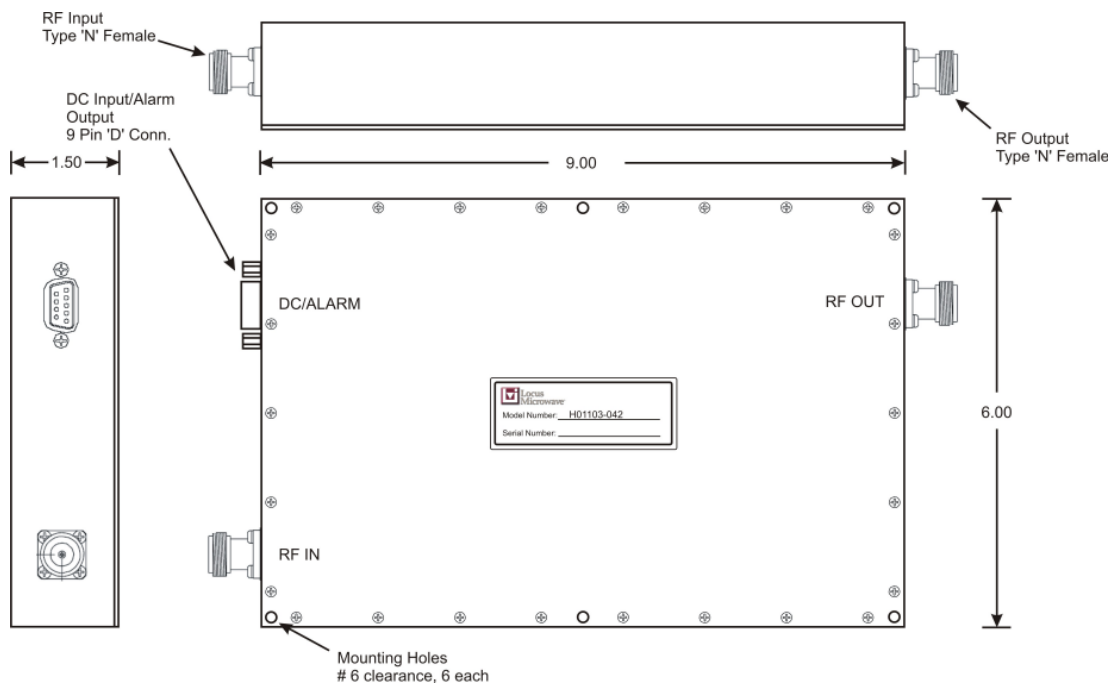 RF Input
Type 'N' Female
DC Input/Alarm
Output
9 Pin 'D' Conn.
RF Output
Type 'N' Female
1.50
9.00
DC/ALARM
RF OUT
Locus
Microwave
Model Number: H01103-042
Serial Number:
6.00
RF IN
Mounting Holes
# 6 clearance, 6 each